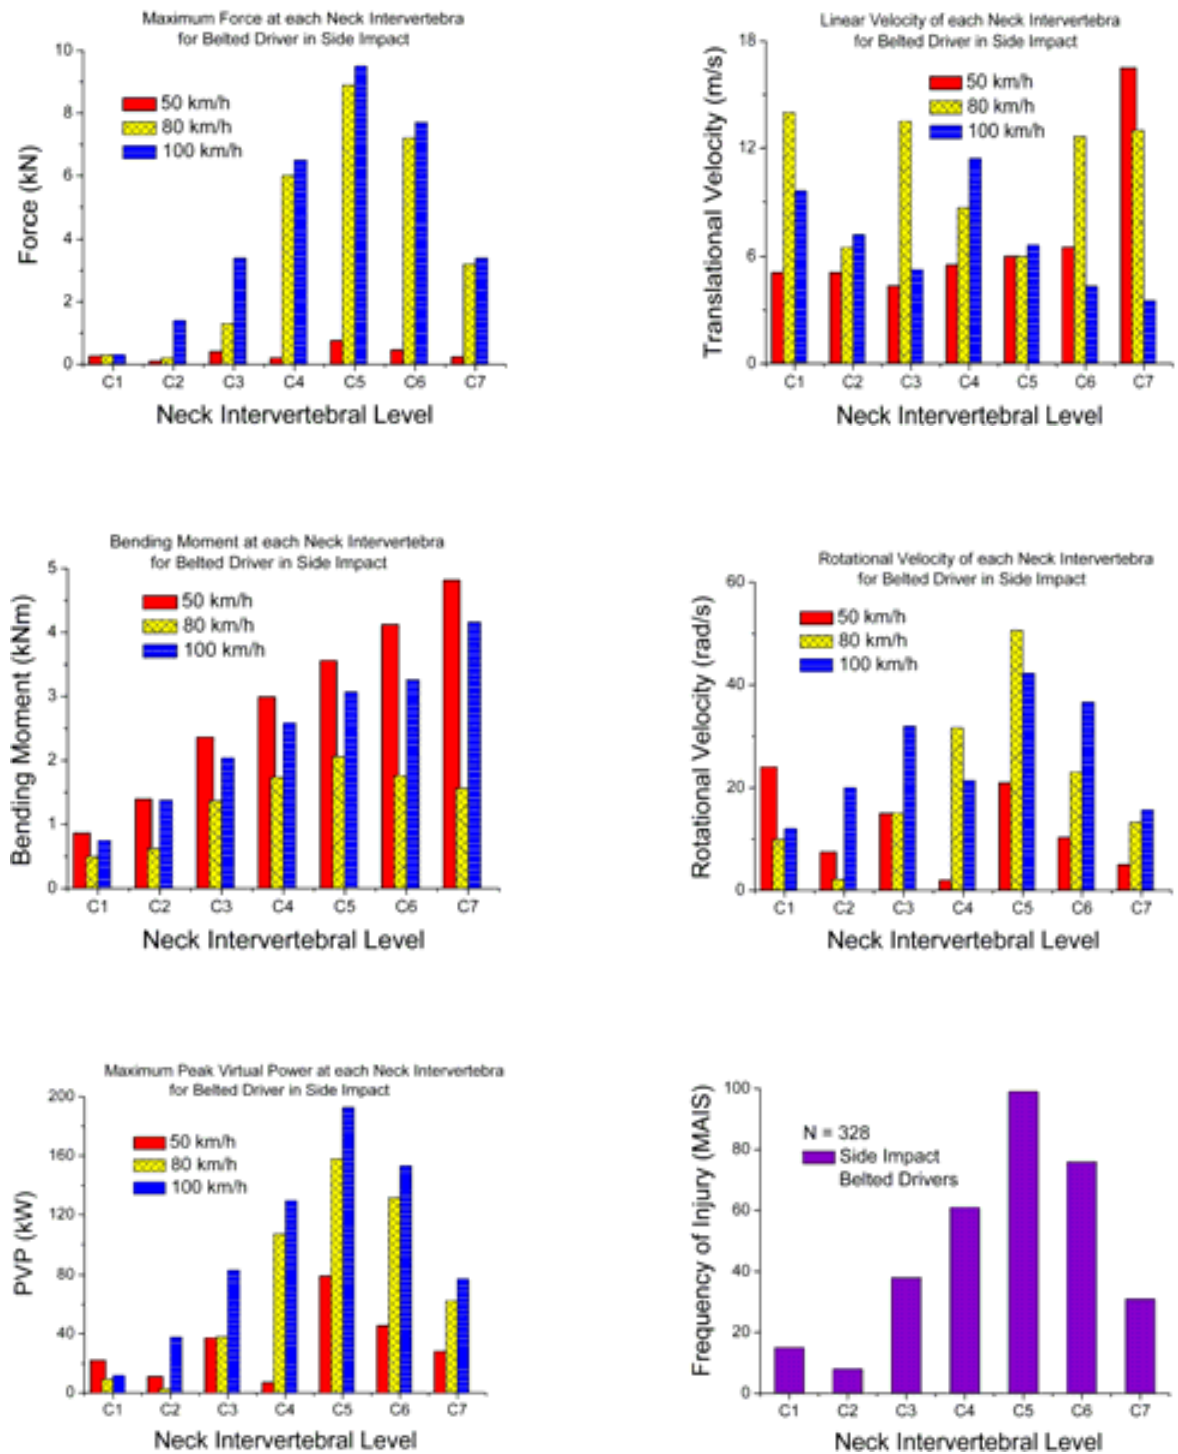 Maximum Force at each Neck Intervertebra
for Belted Driver in Side Impact
10
8
6
4
2
0
Force (kN)
50 km/h
80 km/h
100 km/h
C1 C2 C3 C4 C5 C6 C7
Neck Intervertebral Level
Linear Velocity of each Neck Intervertebra
for Belted Driver in Side Impact
18
12
6
0
Translational Velocity (m/s)
50 km/h
80 km/h
100 km/h
C1 C2 C3 C4 C5 C6 C7
Neck Intervertebral Level
Bending Moment at each Neck Intervertebra
for Belted Driver in Side Impact
5
4
3
2
1
0
Bending Moment (kNm)
50 km/h
80 km/h
100 km/h
C1 C2 C3 C4 C5 C6 C7
Neck Intervertebral Level
Rotational Velocity of each Neck Intervertebra
for Belted Driver in Side Impact
60
40
20
0
Rotational Velocity (rad/s)
50 km/h
80 km/h
100 km/h
C1 C2 C3 C4 C5 C6 C7
Neck Intervertebral Level
Maximum Peak Virtual Power at each Neck Intervertebra
for Belted Driver in Side Impact
200
160
120
80
40
0
PVP (kW)
50 km/h
80 km/h
100 km/h
C1 C2 C3 C4 C5 C6 C7
Neck Intervertebral Level
100
80
60
40
20
0
Frequency of Injury (MAIS)
N = 328
Side Impact
Belted Drivers
C1 C2 C3 C4 C5 C6 C7
Neck Intervertebral Level